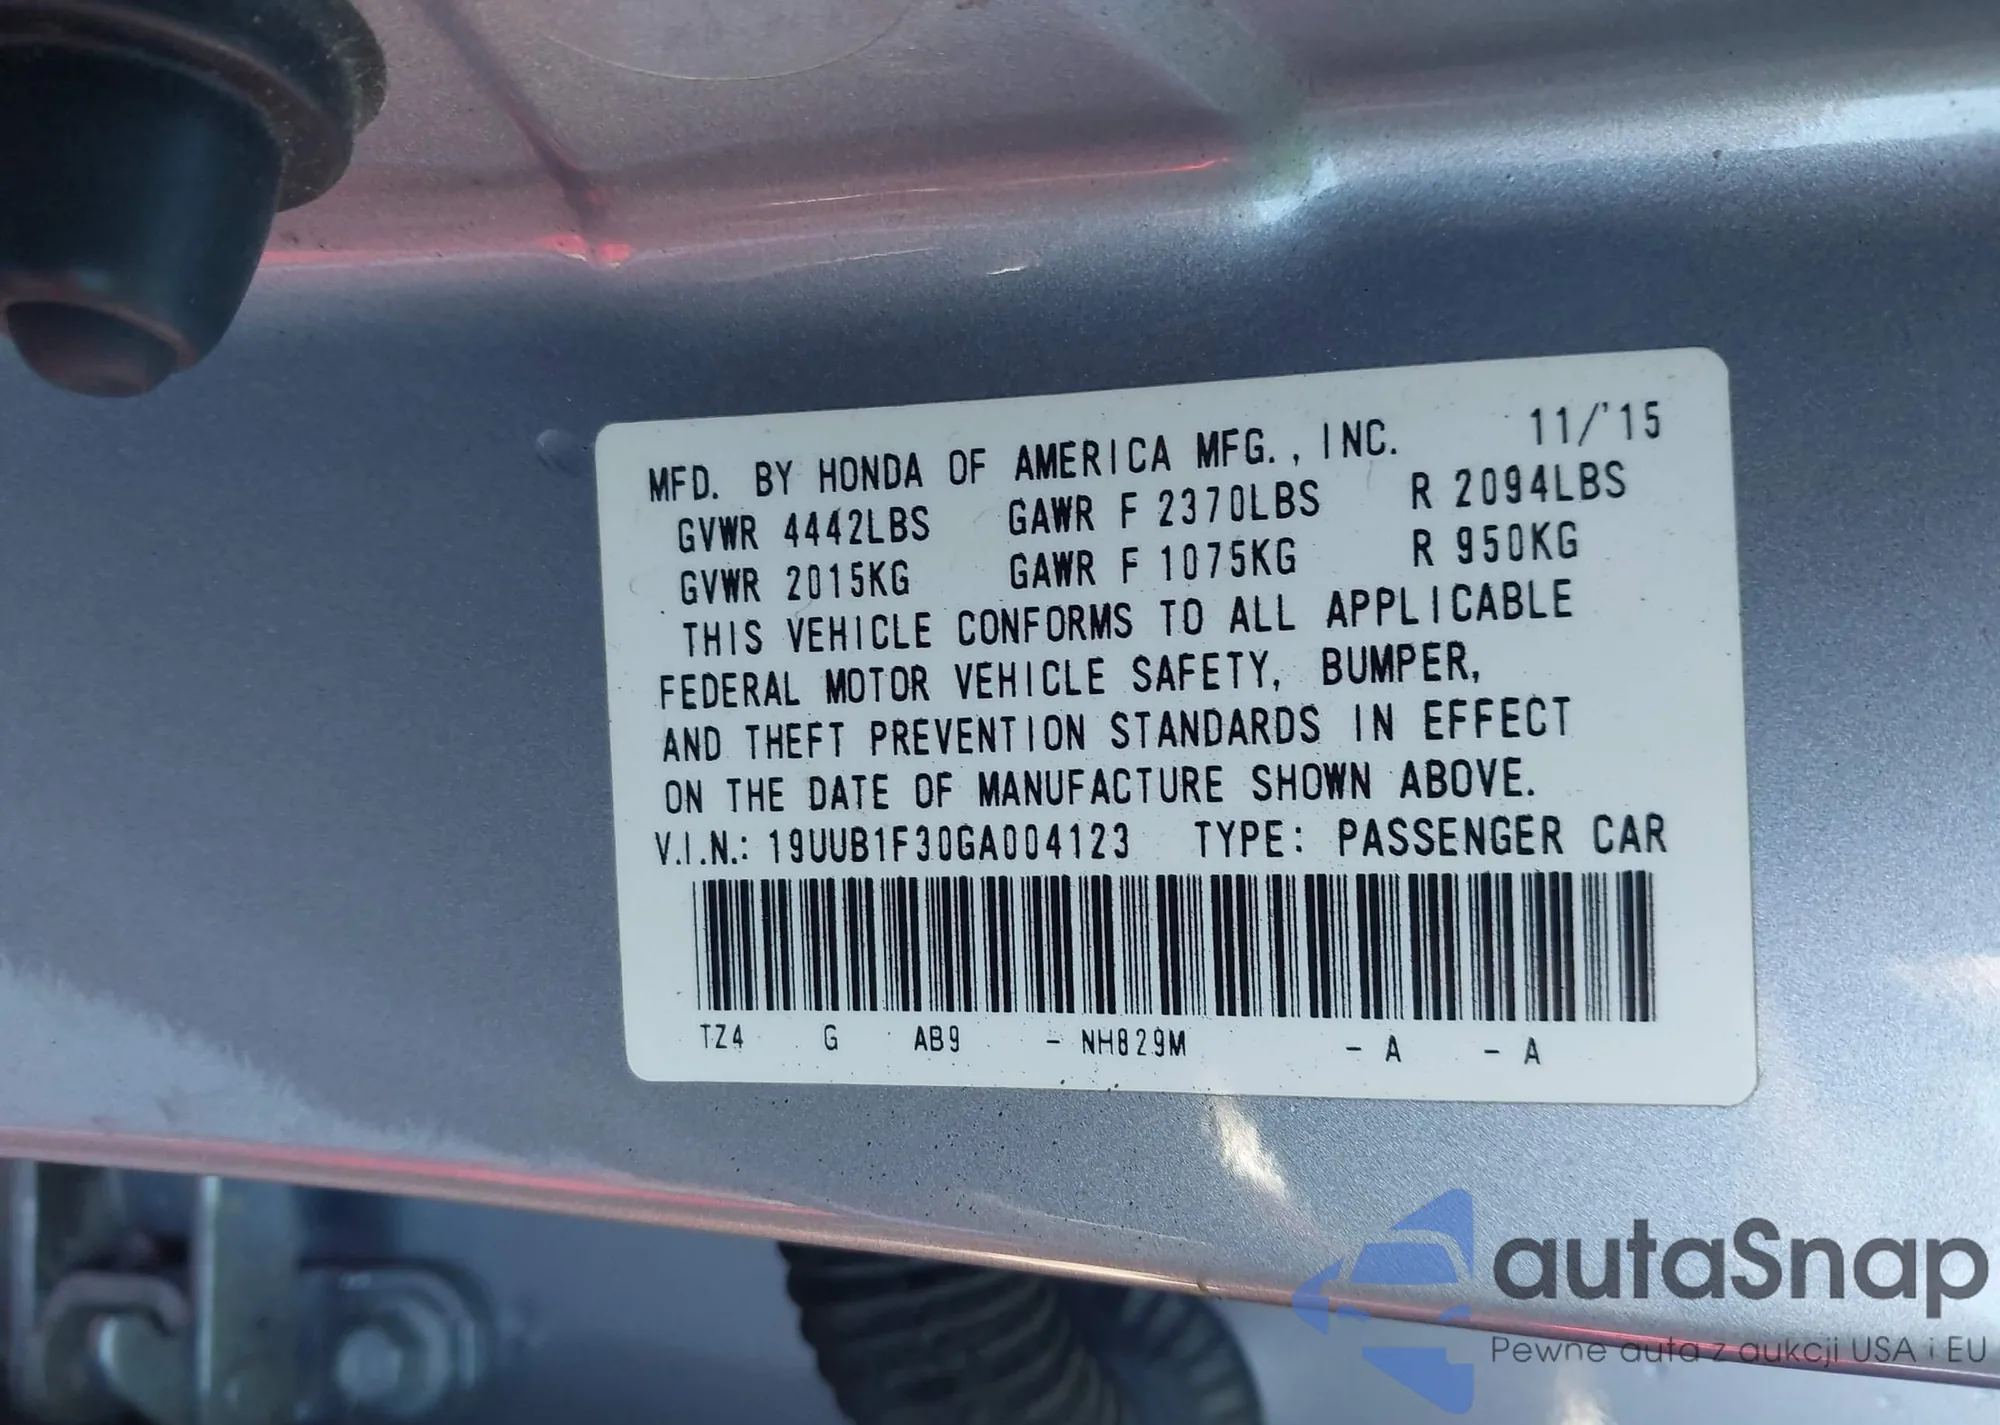 MFD. BY HONDA OF AMERICA MFG., INC. 11/'15
GVWR 4442LBS GAWR F 2370LBS R 2094LBS
GVWR 2015KG GAWR F 1075KG R 950KG
THIS VEHICLE CONFORMS TO ALL APPLICABLE
FEDERAL MOTOR VEHICLE SAFETY, BUMPER,
AND THEFT PREVENTION STANDARDS IN EFFECT
ON THE DATE OF MANUFACTURE SHOWN ABOVE.
V.I.N.: 19UUB1F30GA004123 TYPE: PASSENGER CAR
TZ4 G AB9 - NH829M - A - A
autaSnap
Pewne auta z aukcji USA i EU